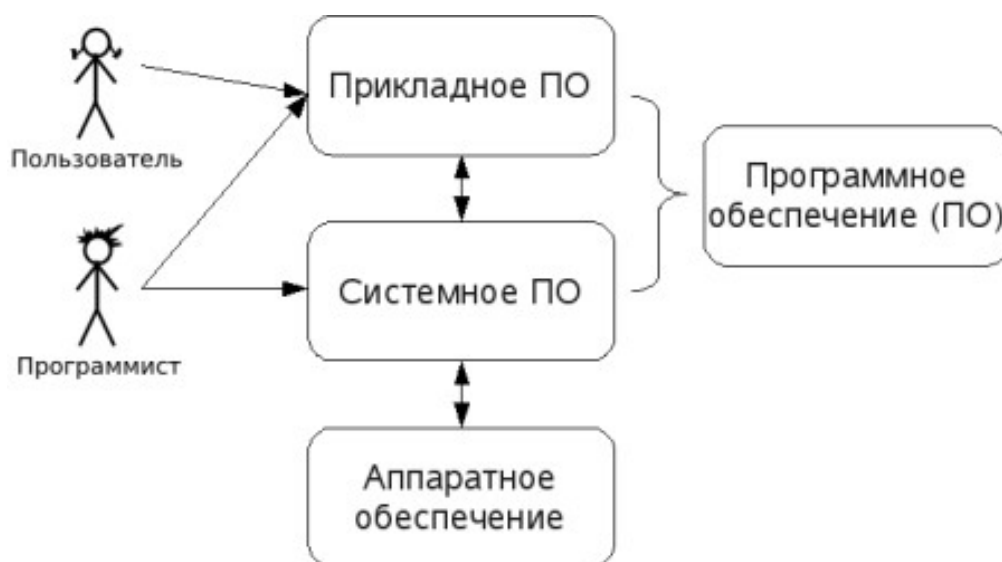 Прикладное ПО
Пользователь
Программное
обеспечение (ПО)
Системное ПО
Программист
Аппаратное
обеспечение